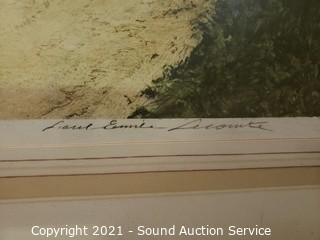 Paul Emile Lecomte
Copyright © 2021 - Sound Auction Service